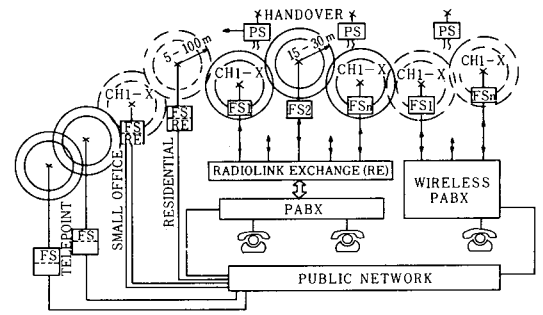 HANDOVER
PS
PS
PS
5-100m
15-30m
CH1-X
CH1-X
CH1-X
CH1-X
CH1-X
FS1
FS2
FSn
FS1
FSn
FS
RE
FS
RE
SMALL OFFICE
RESIDENTIAL
TELEPOINT
FS
FS
RADIOLINK EXCHANGE (RE)
PABX
WIRELESS
PABX
PUBLIC NETWORK